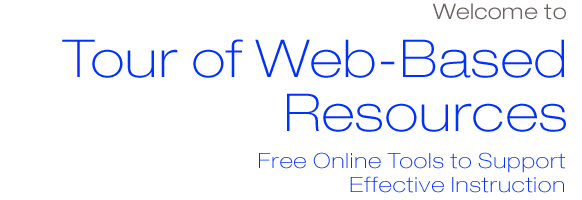 Welcome to
Tour of Web-Based
Resources
Free Online Tools to Support
Effective Instruction